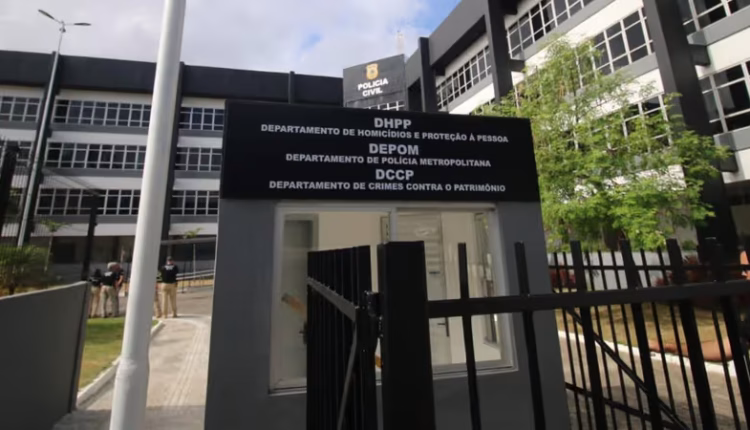 POLÍCIA
CIVIL
DHPP
DEPARTAMENTO DE HOMICÍDIOS E PROTEÇÃO À PESSOA
DEPOM
DEPARTAMENTO DE POLÍCIA METROPOLITANA
DCCP
DEPARTAMENTO DE CRIMES CONTRA O PATRIMÔNIO